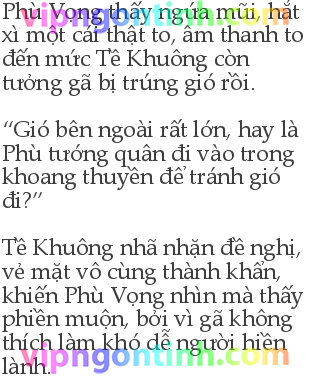 Phù Vọng thấy ngứa mũi, hắt
xì một cái thật to, âm thanh to
đến mức Tề Khuông còn
tưởng gã bị trúng gió rồi.
“Gió bên ngoài rất lớn, hay là
Phù tướng quân đi vào trong
khoang thuyền để tránh gió
đi?”
Tề Khuông nhã nhặn đề nghị,
vẻ mặt vô cùng thành khẩn,
khiến Phù Vọng nhìn mà thấy
phiền muộn, bởi vì gã không
thích làm khó dễ người hiền
lành.
vipngontinh.com
vipngontinh.com